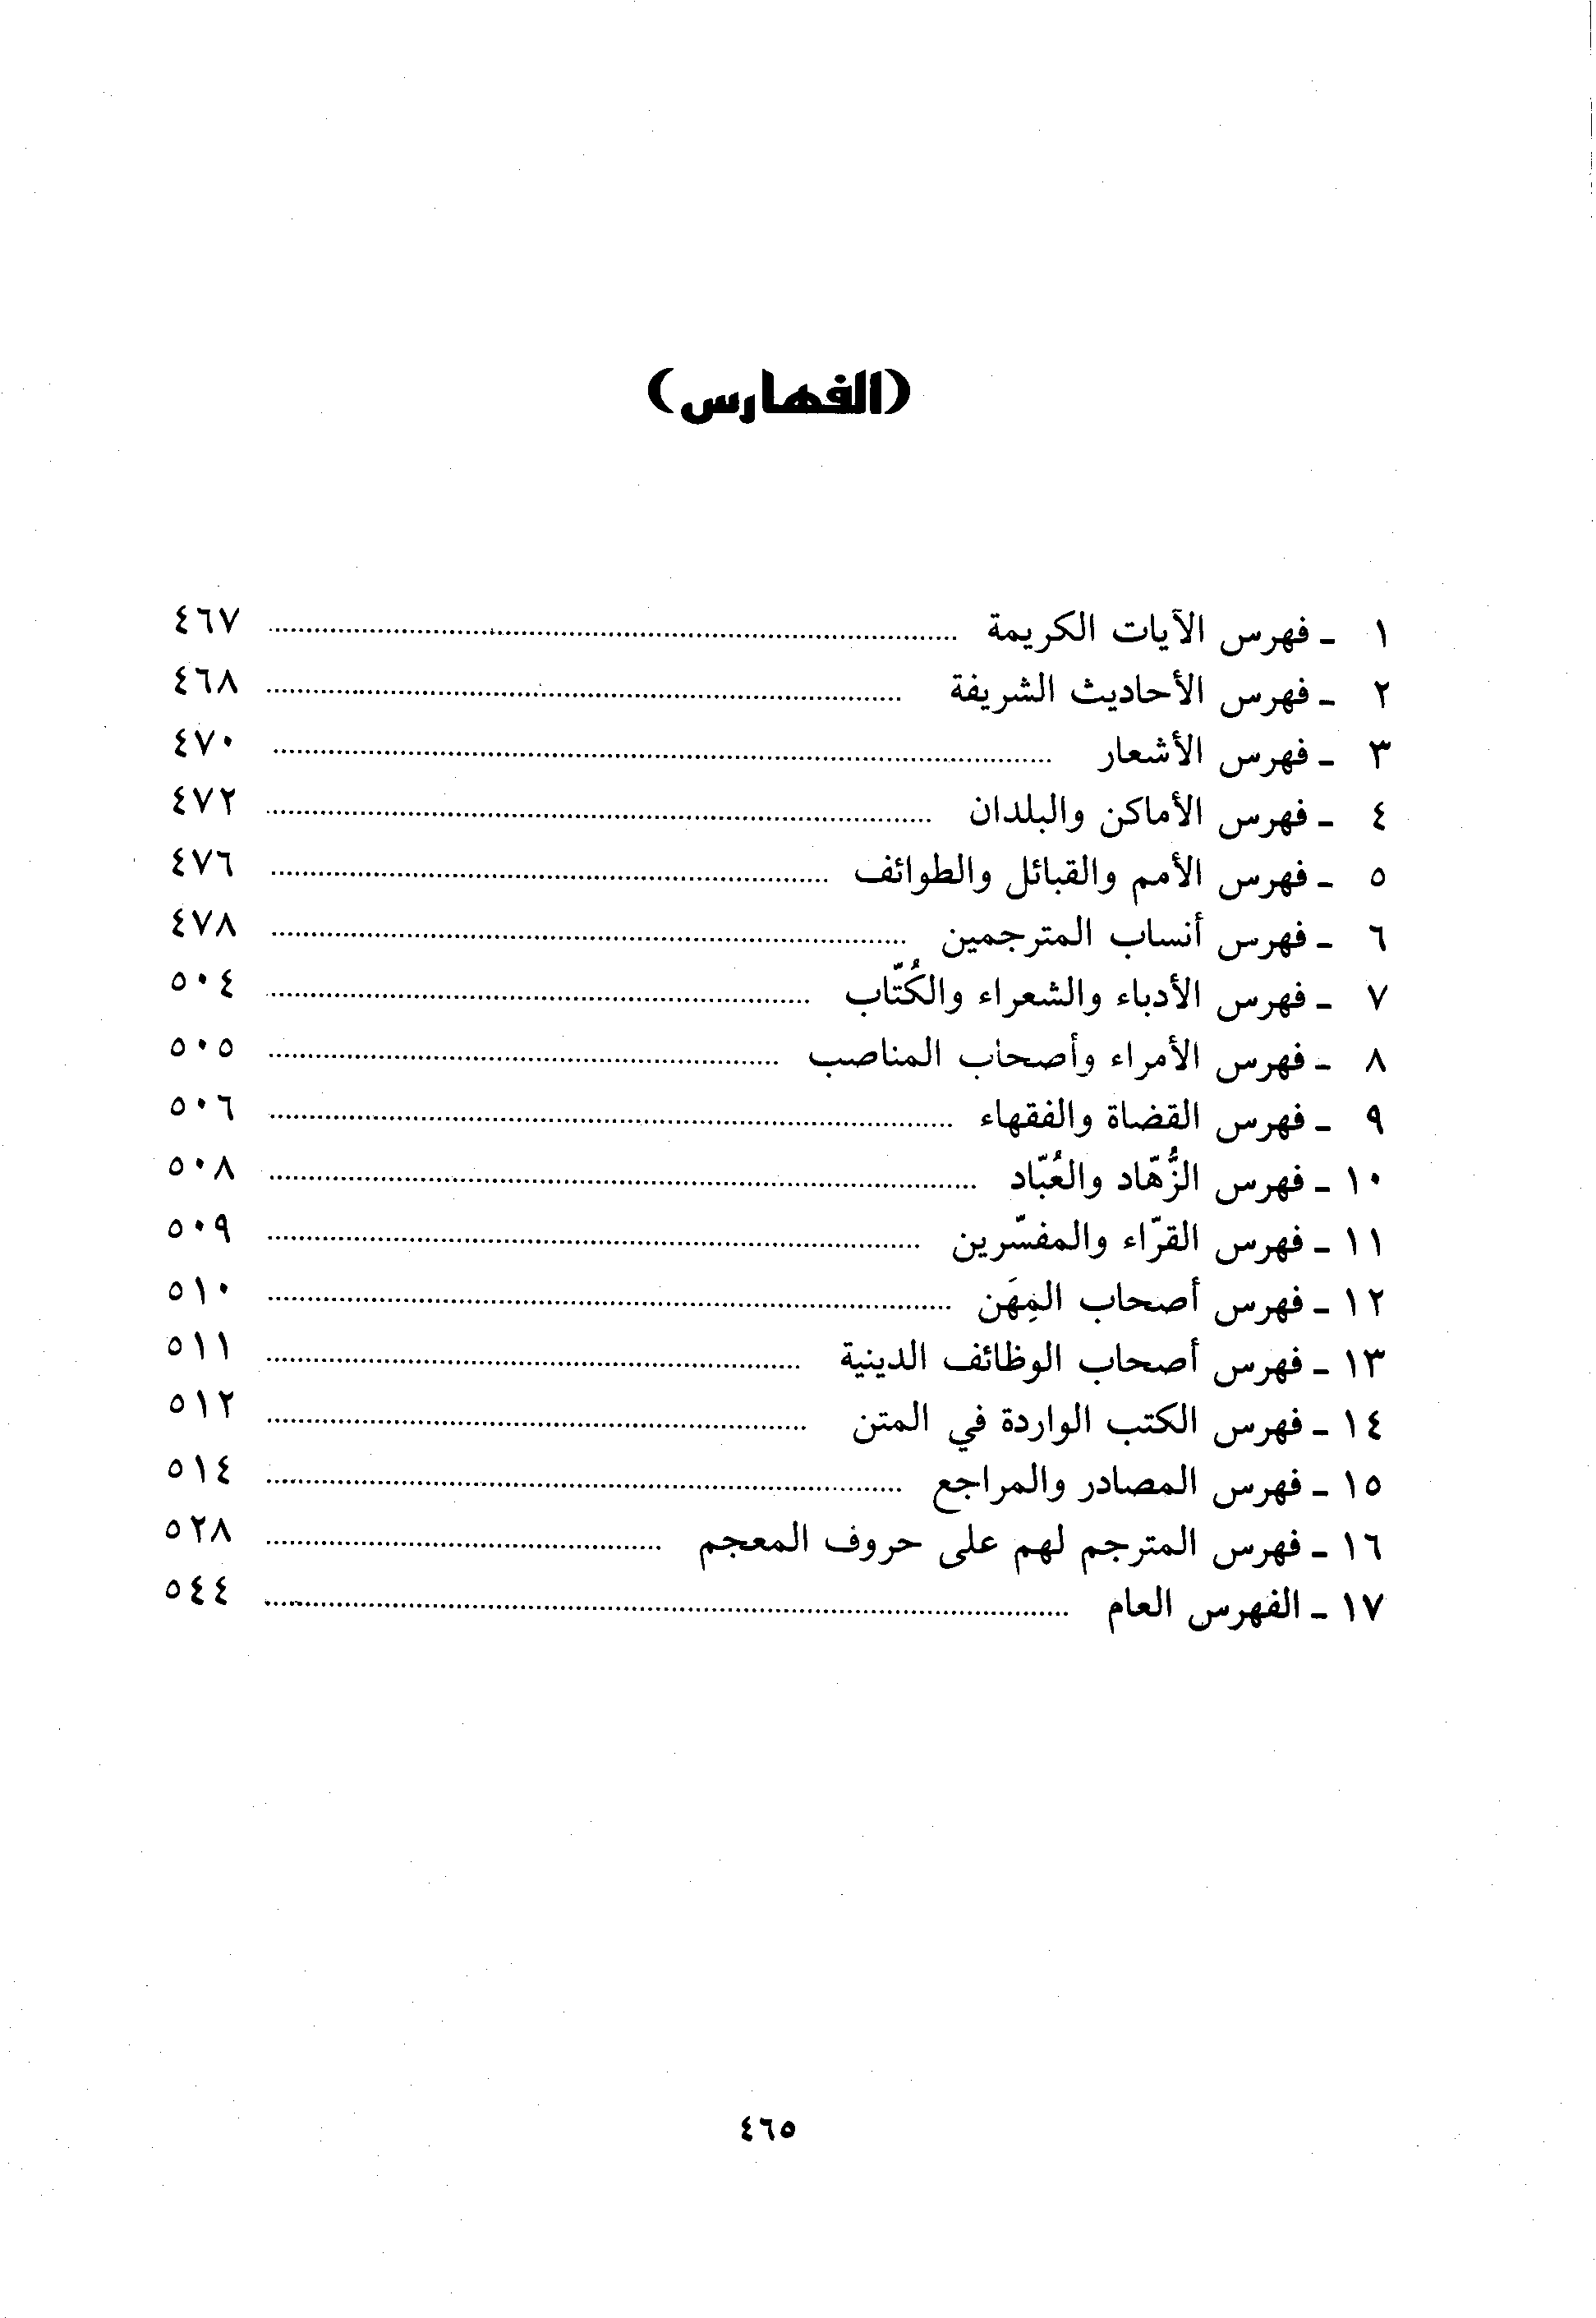 (الفهارس)
١ - فهرس الآيات الكريمة ........ ٤٦٧
٢ - فهرس الأحاديث الشريفة ........ ٤٦٨
٣ - فهرس الأشعار ........ ٤٧٠
٤ - فهرس الأماكن والبلدان ........ ٤٧٢
٥ - فهرس الأمم والقبائل والطوائف ........ ٤٧٦
٦ - فهرس أنساب المترجمين ........ ٤٧٨
٧ - فهرس الأدباء والشعراء والكُتّاب ........ ٥٠٤
٨ - فهرس الأمراء وأصحاب المناصب ........ ٥٠٥
٩ - فهرس القضاة والفقهاء ........ ٥٠٦
١٠ - فهرس الزُّهّاد والعُبّاد ........ ٥٠٨
١١ - فهرس القرّاء والمفسّرين ........ ٥٠٩
١٢ - فهرس أصحاب المِهَن ........ ٥١٠
١٣ - فهرس أصحاب الوظائف الدينية ........ ٥١١
١٤ - فهرس الكتب الواردة في المتن ........ ٥١٢
١٥ - فهرس المصادر والمراجع ........ ٥١٤
١٦ - فهرس المترجم لهم على حروف المعجم ........ ٥٢٨
١٧ - الفهرس العام ........ ٥٤٤
٤٦٥